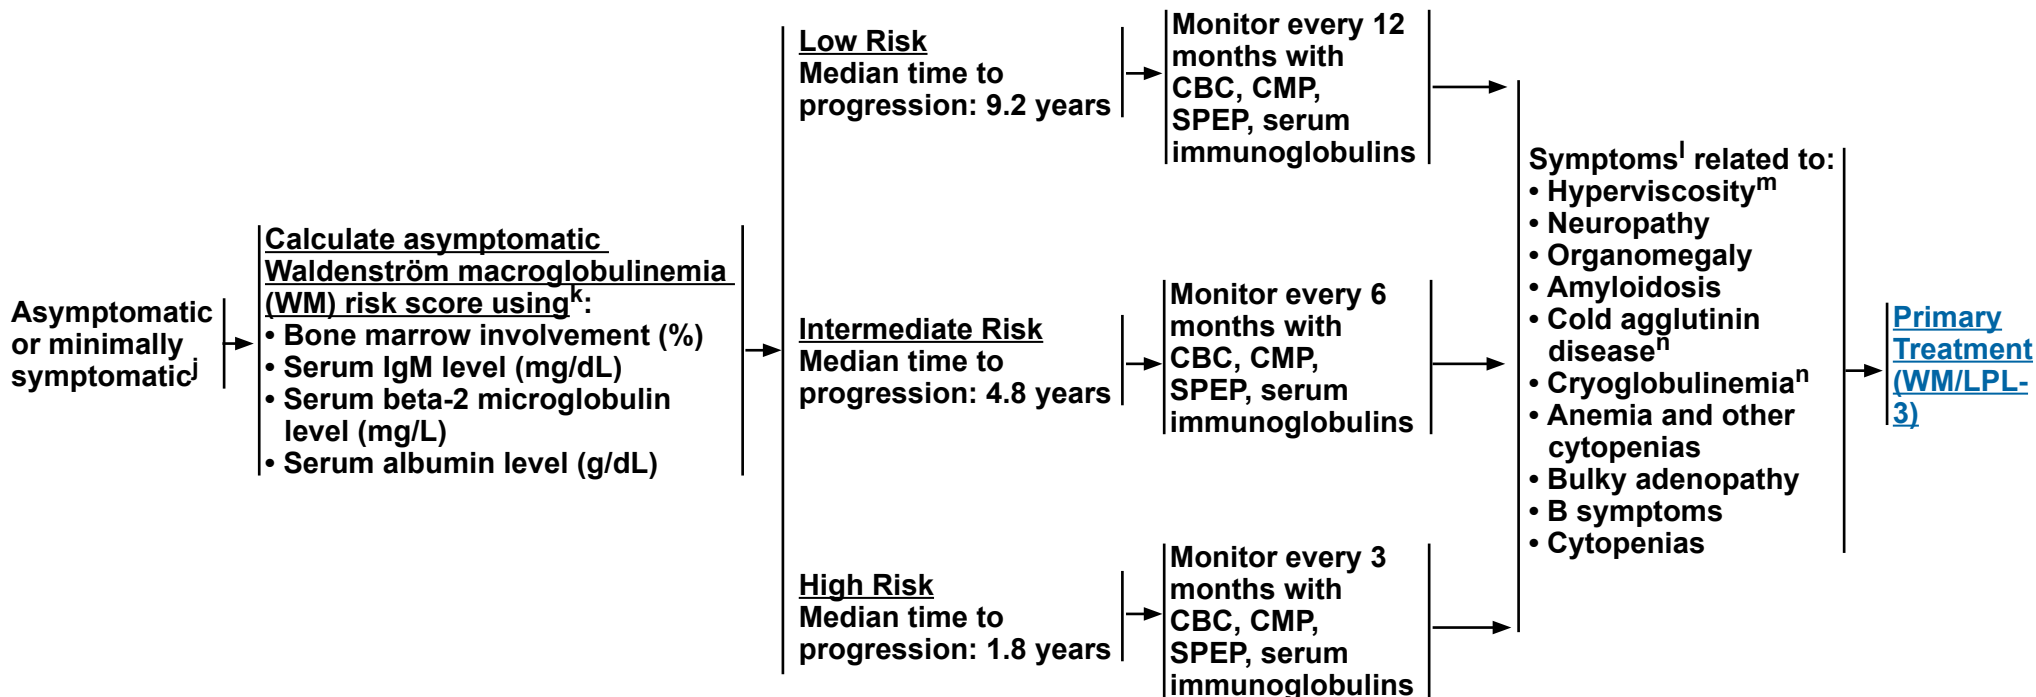 Asymptomatic
or minimally
symptomaticj
Calculate asymptomatic
Waldenström macroglobulinemia
(WM) risk score usingk:
• Bone marrow involvement (%)
• Serum IgM level (mg/dL)
• Serum beta-2 microglobulin
level (mg/L)
• Serum albumin level (g/dL)
Low Risk
Median time to
progression: 9.2 years
Monitor every 12
months with
CBC, CMP,
SPEP, serum
immunoglobulins
Intermediate Risk
Median time to
progression: 4.8 years
Monitor every 6
months with
CBC, CMP,
SPEP, serum
immunoglobulins
High Risk
Median time to
progression: 1.8 years
Monitor every 3
months with
CBC, CMP,
SPEP, serum
immunoglobulins
Symptomsl related to:
• Hyperviscositym
• Neuropathy
• Organomegaly
• Amyloidosis
• Cold agglutinin
diseasen
• Cryoglobulinemian
• Anemia and other
cytopenias
• Bulky adenopathy
• B symptoms
• Cytopenias
Primary
Treatment
(WM/LPL-
3)